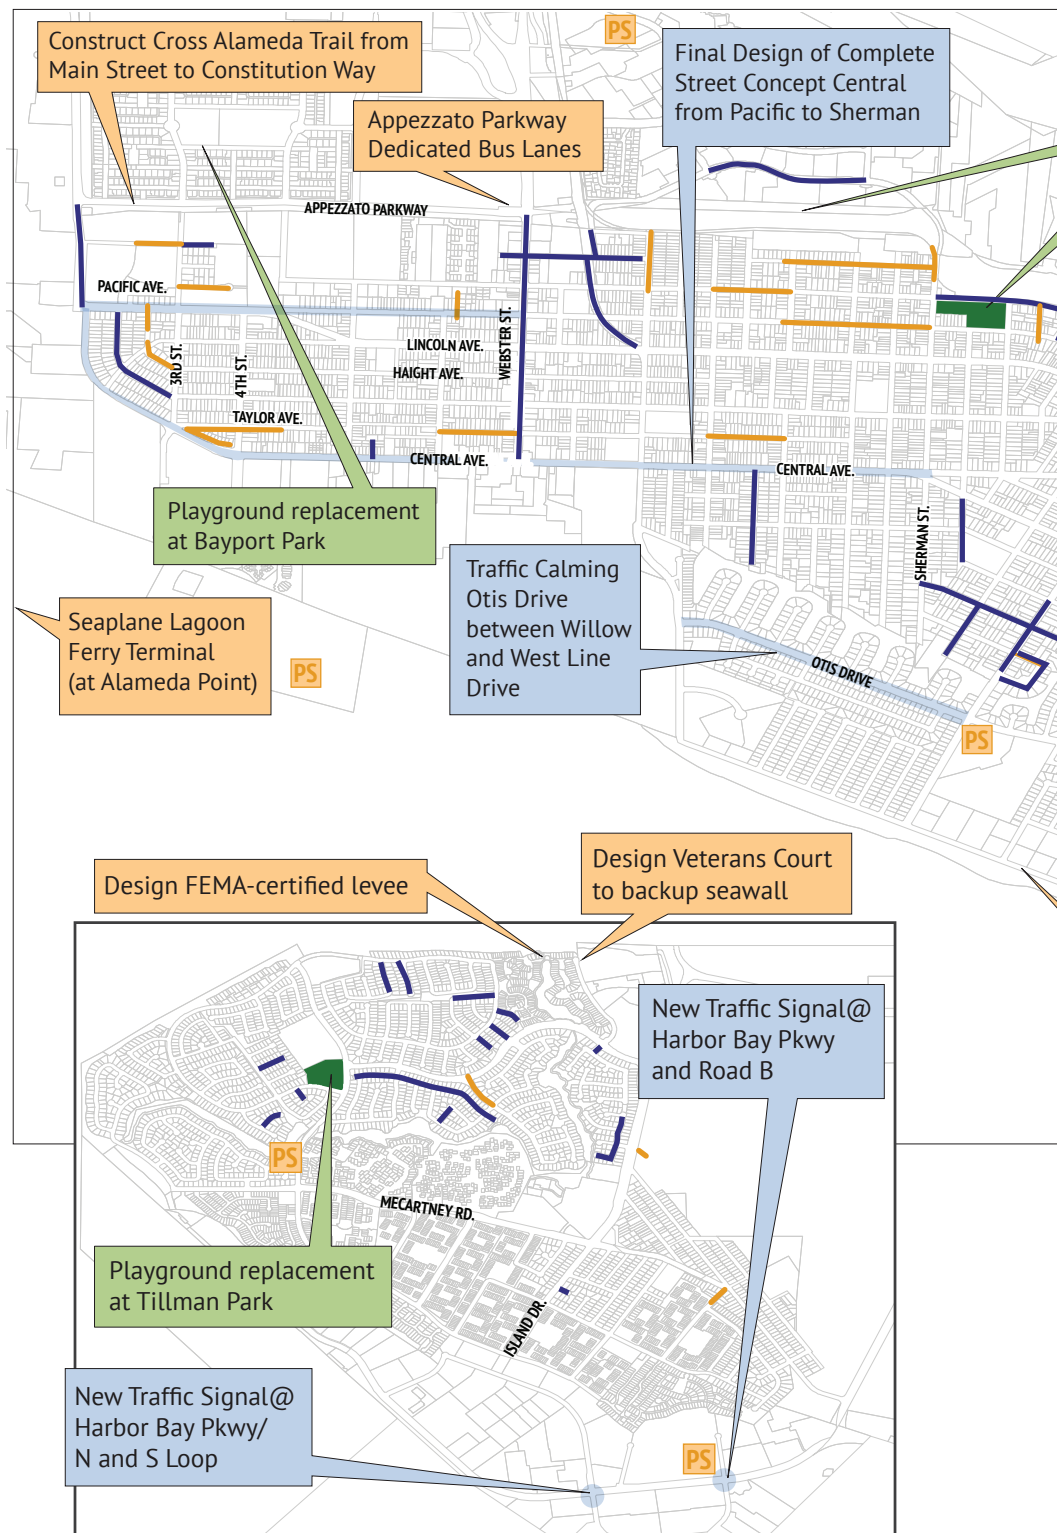 Construct Cross Alameda Trail from
Main Street to Constitution Way
PS
Final Design of Complete
Street Concept Central
from Pacific to Sherman
Appezzato Parkway
Dedicated Bus Lanes
APPEZZATO PARKWAY
PACIFIC AVE.
LINCOLN AVE.
WEBSTER ST.
3RD ST.
4TH ST.
HAIGHT AVE.
TAYLOR AVE.
CENTRAL AVE.
CENTRAL AVE.
SHERMAN ST.
Playground replacement
at Bayport Park
Traffic Calming
Otis Drive
between Willow
and West Line
Drive
Seaplane Lagoon
Ferry Terminal
(at Alameda Point)
PS
OTIS DRIVE
PS
Design FEMA-certified levee
Design Veterans Court
to backup seawall
New Traffic Signal@
Harbor Bay Pkwy
and Road B
PS
MECARTNEY RD.
Playground replacement
at Tillman Park
ISLAND DR.
New Traffic Signal@
Harbor Bay Pkwy/
N and S Loop
PS